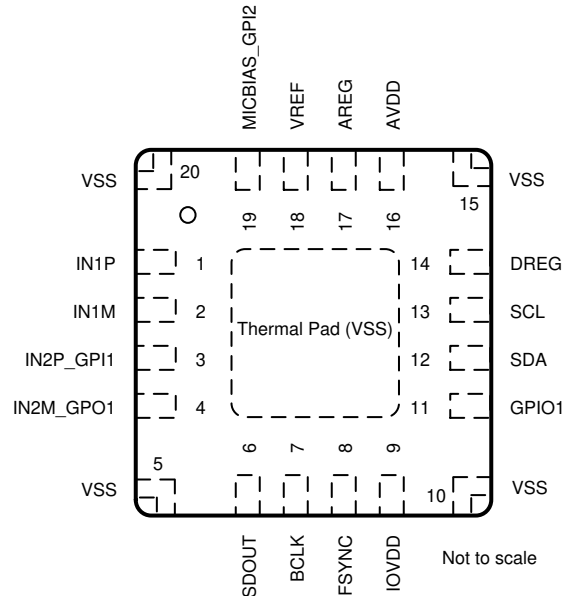 MICBIAS_GPI2
VREF
AREG
AVDD
VSS
20
19
18
17
16
15
VSS
IN1P
1
14
DREG
IN1M
2
13
SCL
Thermal Pad (VSS)
IN2P_GPI1
3
12
SDA
IN2M_GPO1
4
11
GPIO1
VSS
5
6
7
8
9
10
VSS
SDOUT
BCLK
FSYNC
IOVDD
Not to scale